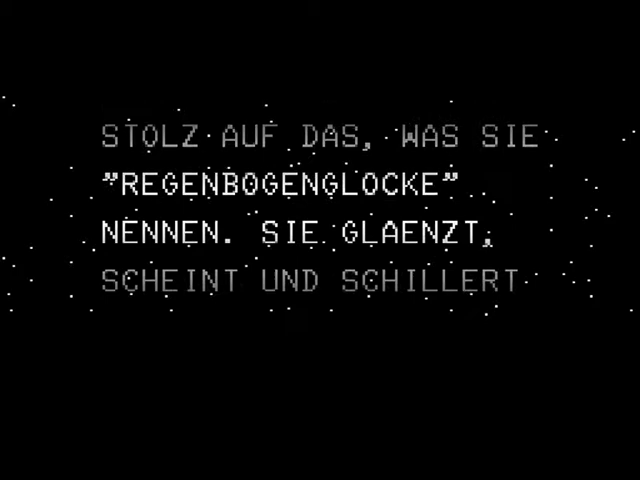 STOLZ AUF DAS, WAS SIE
"REGENBOGENGLOCKE"
NENNEN. SIE GLAENZT,
SCHEINT UND SCHILLERT